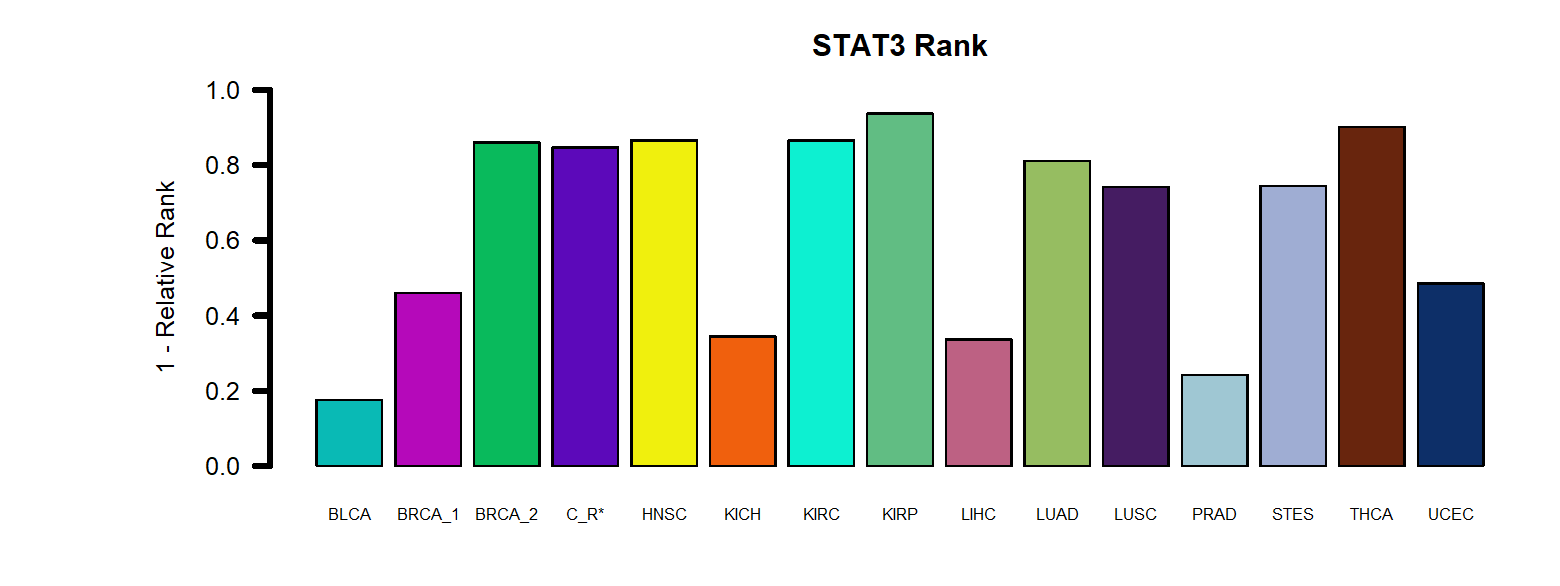 STAT3 Rank
1 - Relative Rank
1.0
0.8
0.6
0.4
0.2
0.0
BLCA BRCA_1 BRCA_2 C_R* HNSC KICH KIRC KIRP LIHC LUAD LUSC PRAD STES THCA UCEC